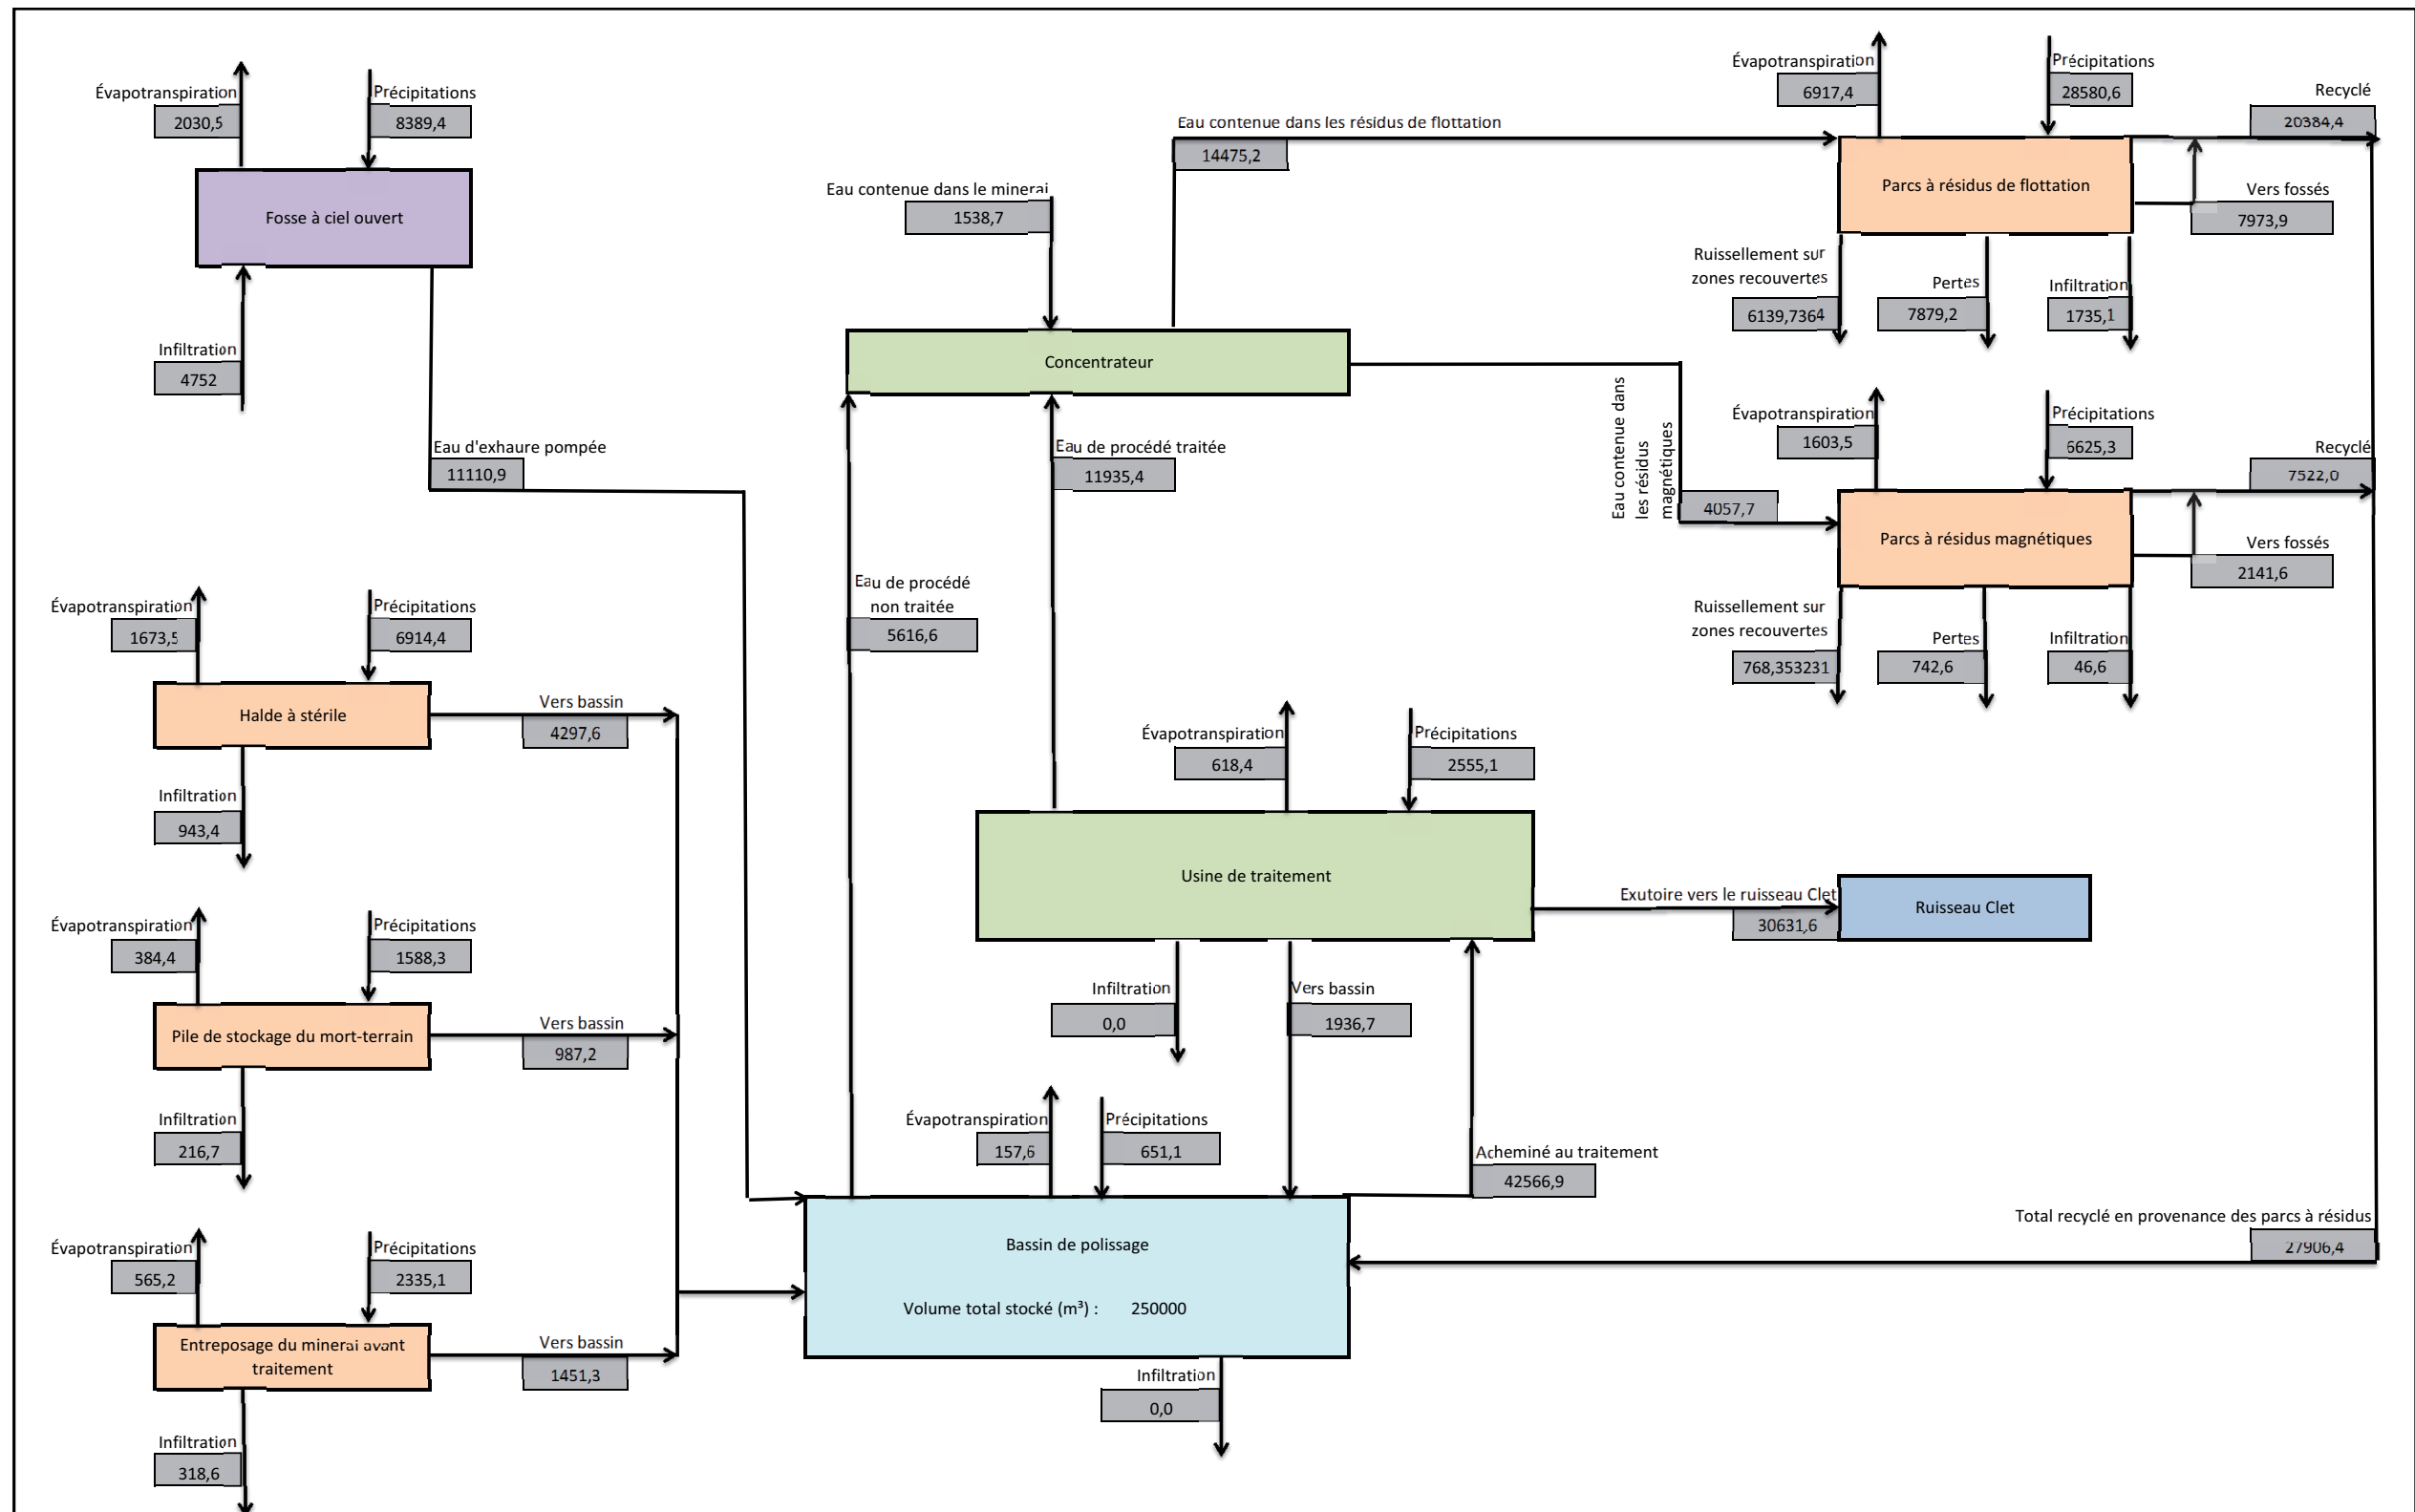 Évapotranspiration
2030,5
Précipitations
8389,4
Fosse à ciel ouvert
Infiltration
4752
Eau d'exhaure pompée
11110,9
Évapotranspiration
1673,5
Précipitations
6914,4
Halde à stérile
Vers bassin
4297,6
Infiltration
943,4
Évapotranspiration
384,4
Précipitations
1588,3
Pile de stockage du mort-terrain
Vers bassin
987,2
Infiltration
216,7
Évapotranspiration
565,2
Précipitations
2335,1
Entreposage du minerai avant
traitement
Vers bassin
1451,3
Infiltration
318,6
Eau contenue dans le minerai
1538,7
Eau contenue dans les résidus de flottation
14475,2
Concentrateur
Eau de procédé traitée
11935,4
Eau de procédé
non traitée
5616,6
Eau contenue dans
les résidus
magnétiques
4057,7
Évapotranspiration
618,4
Précipitations
2555,1
Usine de traitement
Exutoire vers le ruisseau Clet
30631,6
Ruisseau Clet
Infiltration
0,0
Vers bassin
1936,7
Évapotranspiration
157,6
Précipitations
651,1
Acheminé au traitement
42566,9
Bassin de polissage
Volume total stocké (m³) : 250000
Infiltration
0,0
Évapotranspiration
6917,4
Précipitations
28580,6
Recyclé
20384,4
Parcs à résidus de flottation
Vers fossés
7973,9
Ruissellement sur
zones recouvertes
6139,7364
Pertes
7879,2
Infiltration
1735,1
Évapotranspiration
1603,5
Précipitations
6625,3
Recyclé
7522,0
Parcs à résidus magnétiques
Vers fossés
2141,6
Ruissellement sur
zones recouvertes
768,353231
Pertes
742,6
Infiltration
46,6
Total recyclé en provenance des parcs à résidus
27906,4